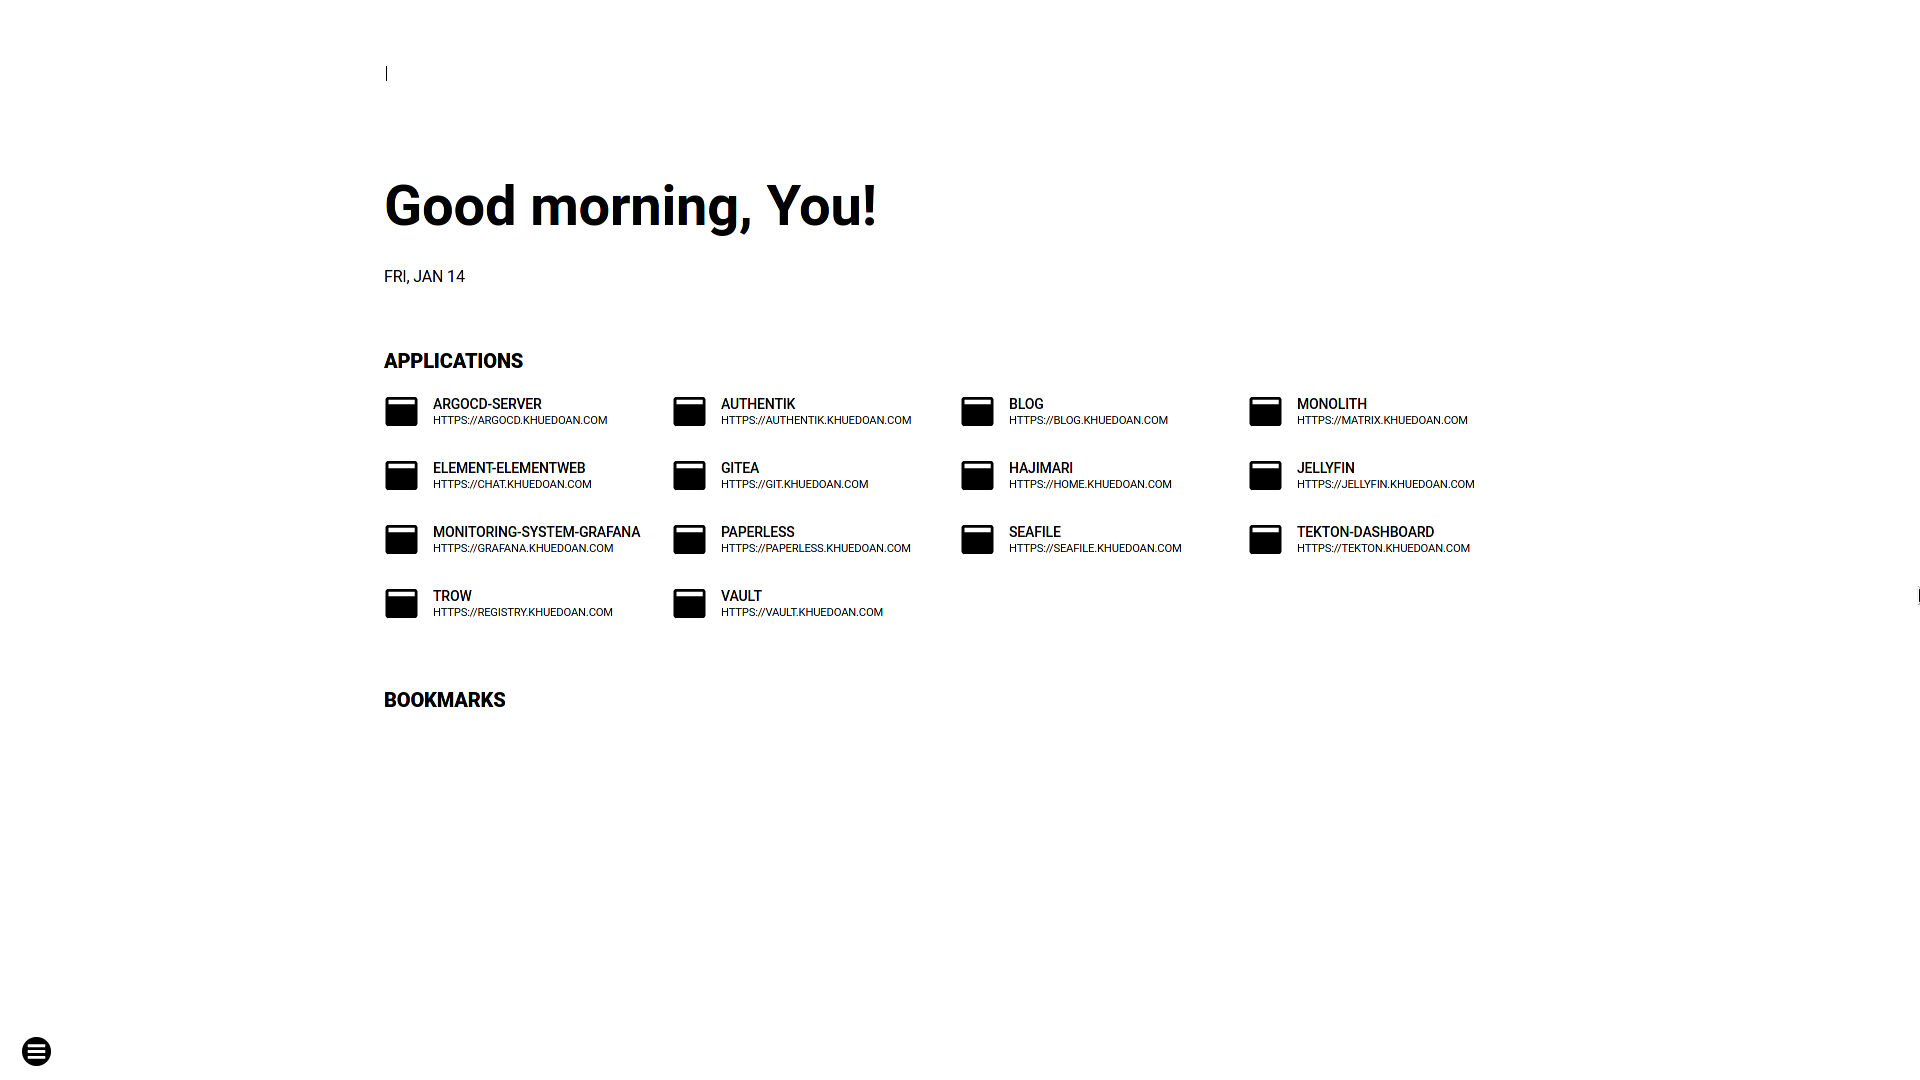 Good morning, You!
FRI, JAN 14
APPLICATIONS
ARGOCD-SERVER
HTTPS://ARGOCD.KHUEDOAN.COM
AUTHENTIK
HTTPS://AUTHENTIK.KHUEDOAN.COM
BLOG
HTTPS://BLOG.KHUEDOAN.COM
MONOLITH
HTTPS://MATRIX.KHUEDOAN.COM
ELEMENT-ELEMENTWEB
HTTPS://CHAT.KHUEDOAN.COM
GITEA
HTTPS://GIT.KHUEDOAN.COM
HAJIMARI
HTTPS://HOME.KHUEDOAN.COM
JELLYFIN
HTTPS://JELLYFIN.KHUEDOAN.COM
MONITORING-SYSTEM-GRAFANA
HTTPS://GRAFANA.KHUEDOAN.COM
PAPERLESS
HTTPS://PAPERLESS.KHUEDOAN.COM
SEAFILE
HTTPS://SEAFILE.KHUEDOAN.COM
TEKTON-DASHBOARD
HTTPS://TEKTON.KHUEDOAN.COM
TROW
HTTPS://REGISTRY.KHUEDOAN.COM
VAULT
HTTPS://VAULT.KHUEDOAN.COM
BOOKMARKS